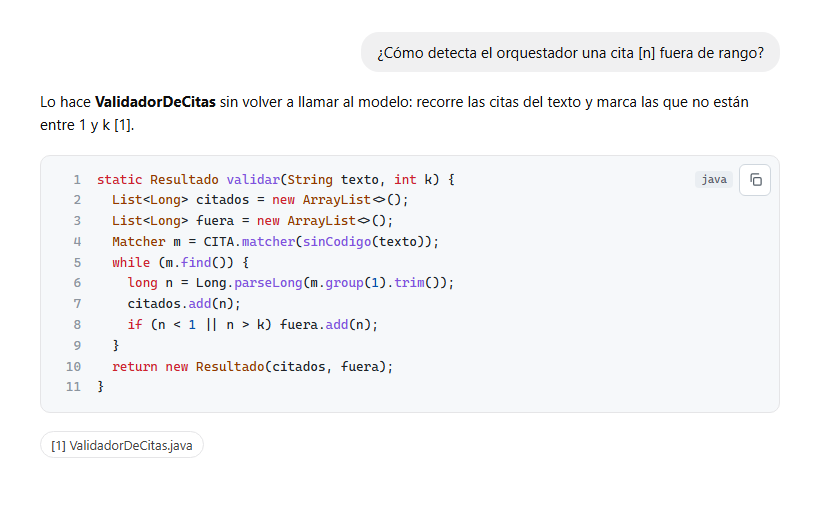 ¿Cómo detecta el orquestador una cita [n] fuera de rango?
Lo hace ValidadorDeCitas sin volver a llamar al modelo: recorre las citas del texto y marca las que no están
entre 1 y k [1].
java
1 static Resultado validar(String texto, int k) {
2   List<Long> citados = new ArrayList<>();
3   List<Long> fuera = new ArrayList<>();
4   Matcher m = CITA.matcher(sinCodigo(texto));
5   while (m.find()) {
6     long n = Long.parseLong(m.group(1).trim());
7     citados.add(n);
8     if (n < 1 || n > k) fuera.add(n);
9   }
10   return new Resultado(citados, fuera);
11 }
[1] ValidadorDeCitas.java